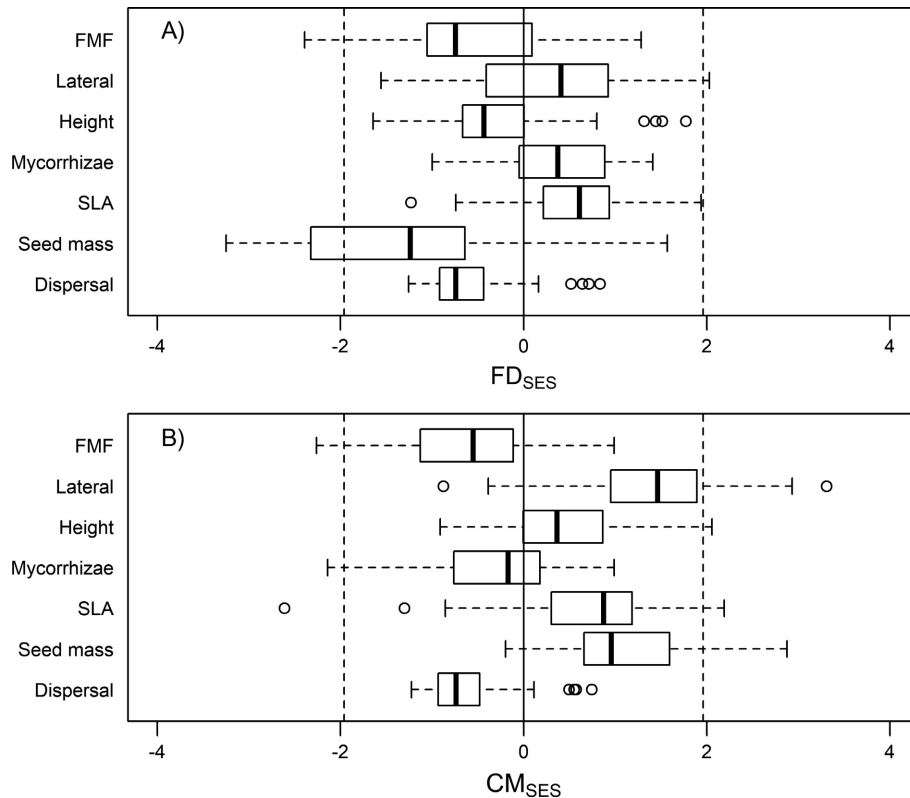 A)
FMF
Lateral
Height
Mycorrhizae
SLA
Seed mass
Dispersal
-4 -2 0 2 4
FDSES
B)
FMF
Lateral
Height
Mycorrhizae
SLA
Seed mass
Dispersal
-4 -2 0 2 4
CMSES